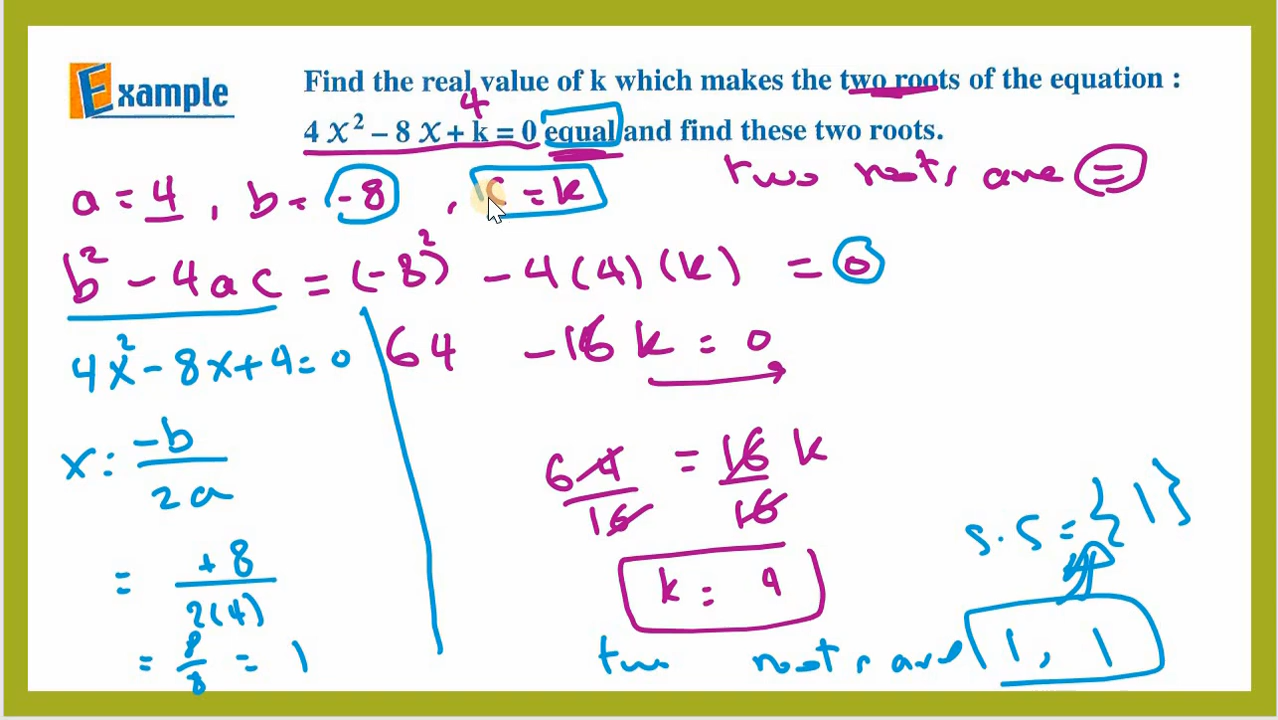 Example
Find the real value of k which makes the two roots of the equation :
4
4 x² – 8 x + k = 0 equal and find these two roots.
a = 4 , b = -8 , c = k
two roots are =
b² - 4ac = (-8)² - 4(4)(k) = 0
4x² - 8x + 4 = 0
64 - 16k = 0
x = -b / 2a
64 / 16 = 16 k / 16
= +8 / 2(4)
k = 4
S.S = { 1 }
= 8/8 = 1
two roots are 1, 1